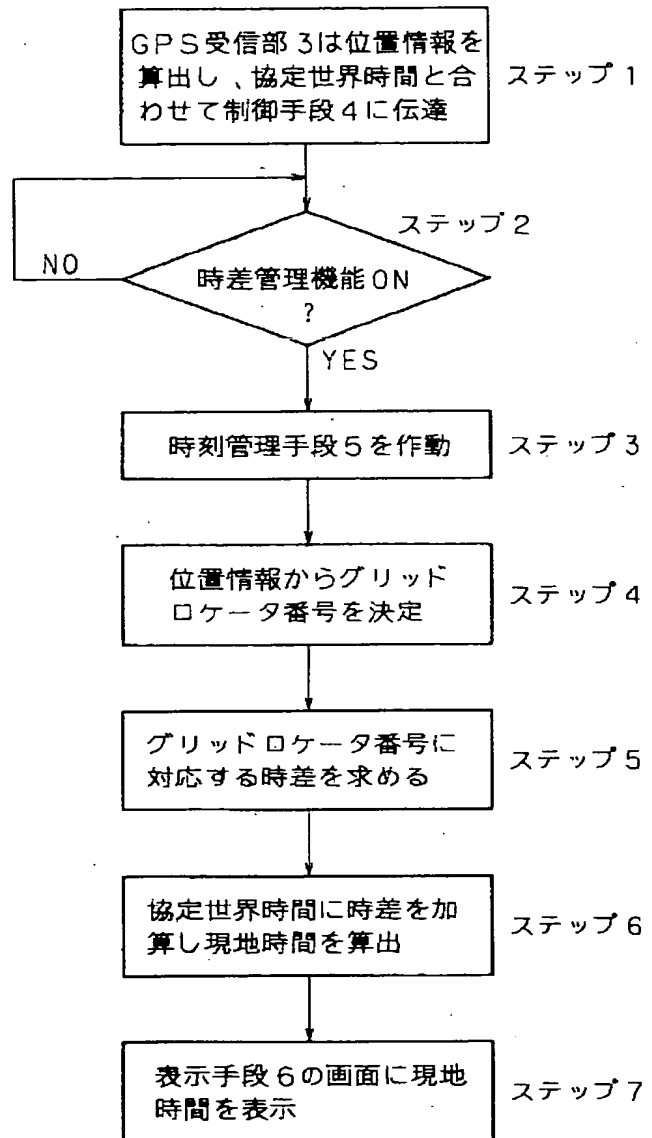 GPS受信部3は位置情報を
算出し、協定世界時間と合
わせて制御手段4に伝達
ステップ1
ステップ2
NO
時差管理機能ON
?
YES
時刻管理手段5を作動
ステップ3
位置情報からグリッド
ロケータ番号を決定
ステップ4
グリッドロケータ番号に
対応する時差を求める
ステップ5
協定世界時間に時差を加
算し現地時間を算出
ステップ6
表示手段6の画面に現地
時間を表示
ステップ7